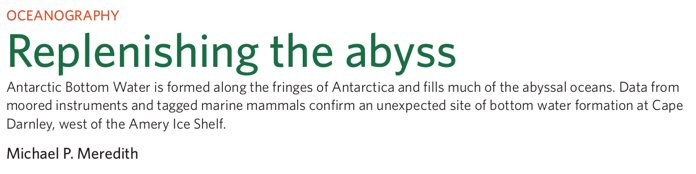 OCEANOGRAPHY
Replenishing the abyss
Antarctic Bottom Water is formed along the fringes of Antarctica and fills much of the abyssal oceans. Data from
moored instruments and tagged marine mammals confirm an unexpected site of bottom water formation at Cape
Darnley, west of the Amery Ice Shelf.
Michael P. Meredith